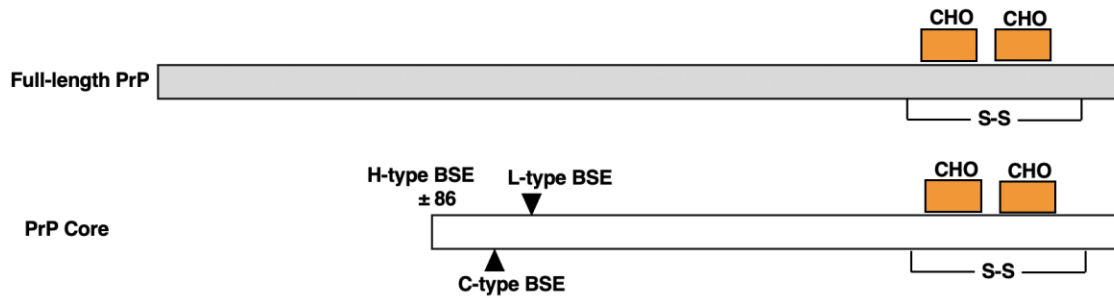 CHO CHO
Full-length PrP
S-S
H-type BSE
± 86
L-type BSE
CHO CHO
PrP Core
S-S
C-type BSE